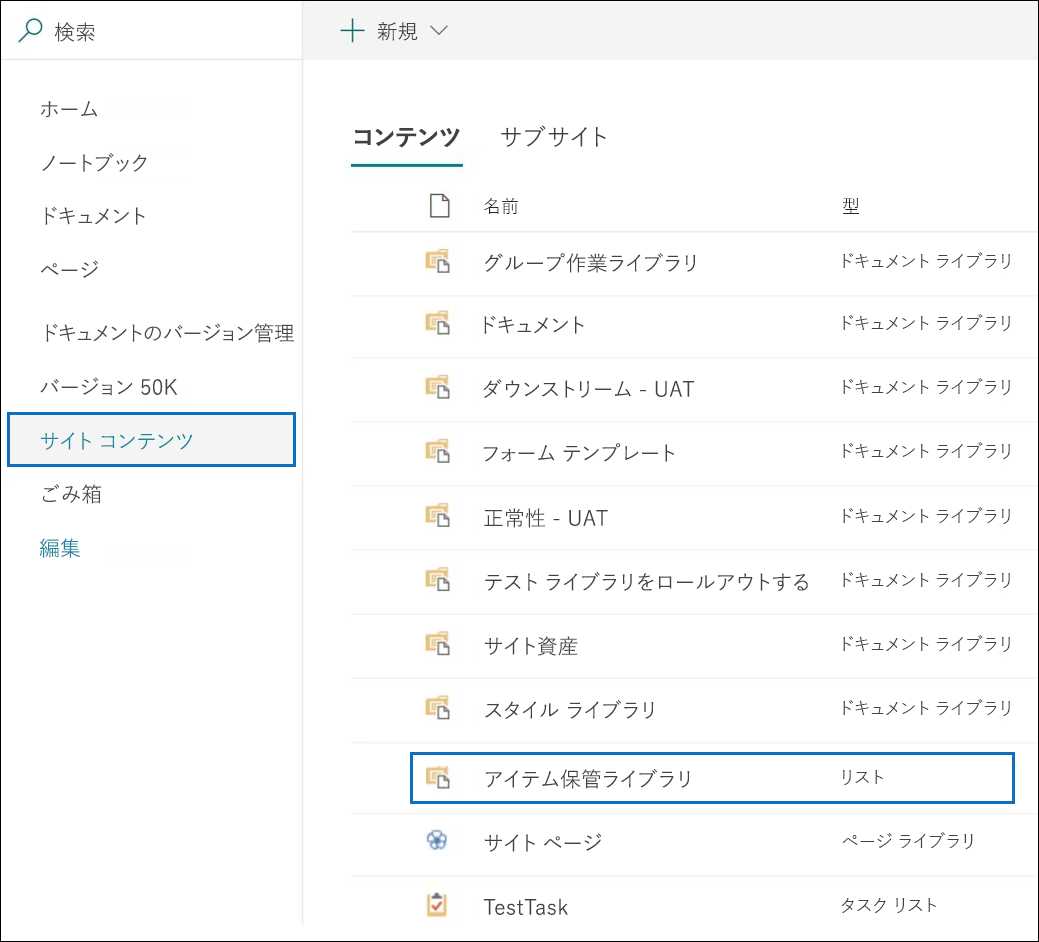 検索
新規
ホーム
ノートブック
ドキュメント
ページ
ドキュメントのバージョン管理
バージョン 50K
サイト コンテンツ
ごみ箱
編集
コンテンツ サブサイト
名前 型
グループ作業ライブラリ ドキュメント ライブラリ
ドキュメント ドキュメント ライブラリ
ダウンストリーム - UAT ドキュメント ライブラリ
フォーム テンプレート ドキュメント ライブラリ
正常性 - UAT ドキュメント ライブラリ
テスト ライブラリをロールアウトする ドキュメント ライブラリ
サイト資産 ドキュメント ライブラリ
スタイル ライブラリ ドキュメント ライブラリ
アイテム保管ライブラリ リスト
サイト ページ ページ ライブラリ
TestTask タスク リスト